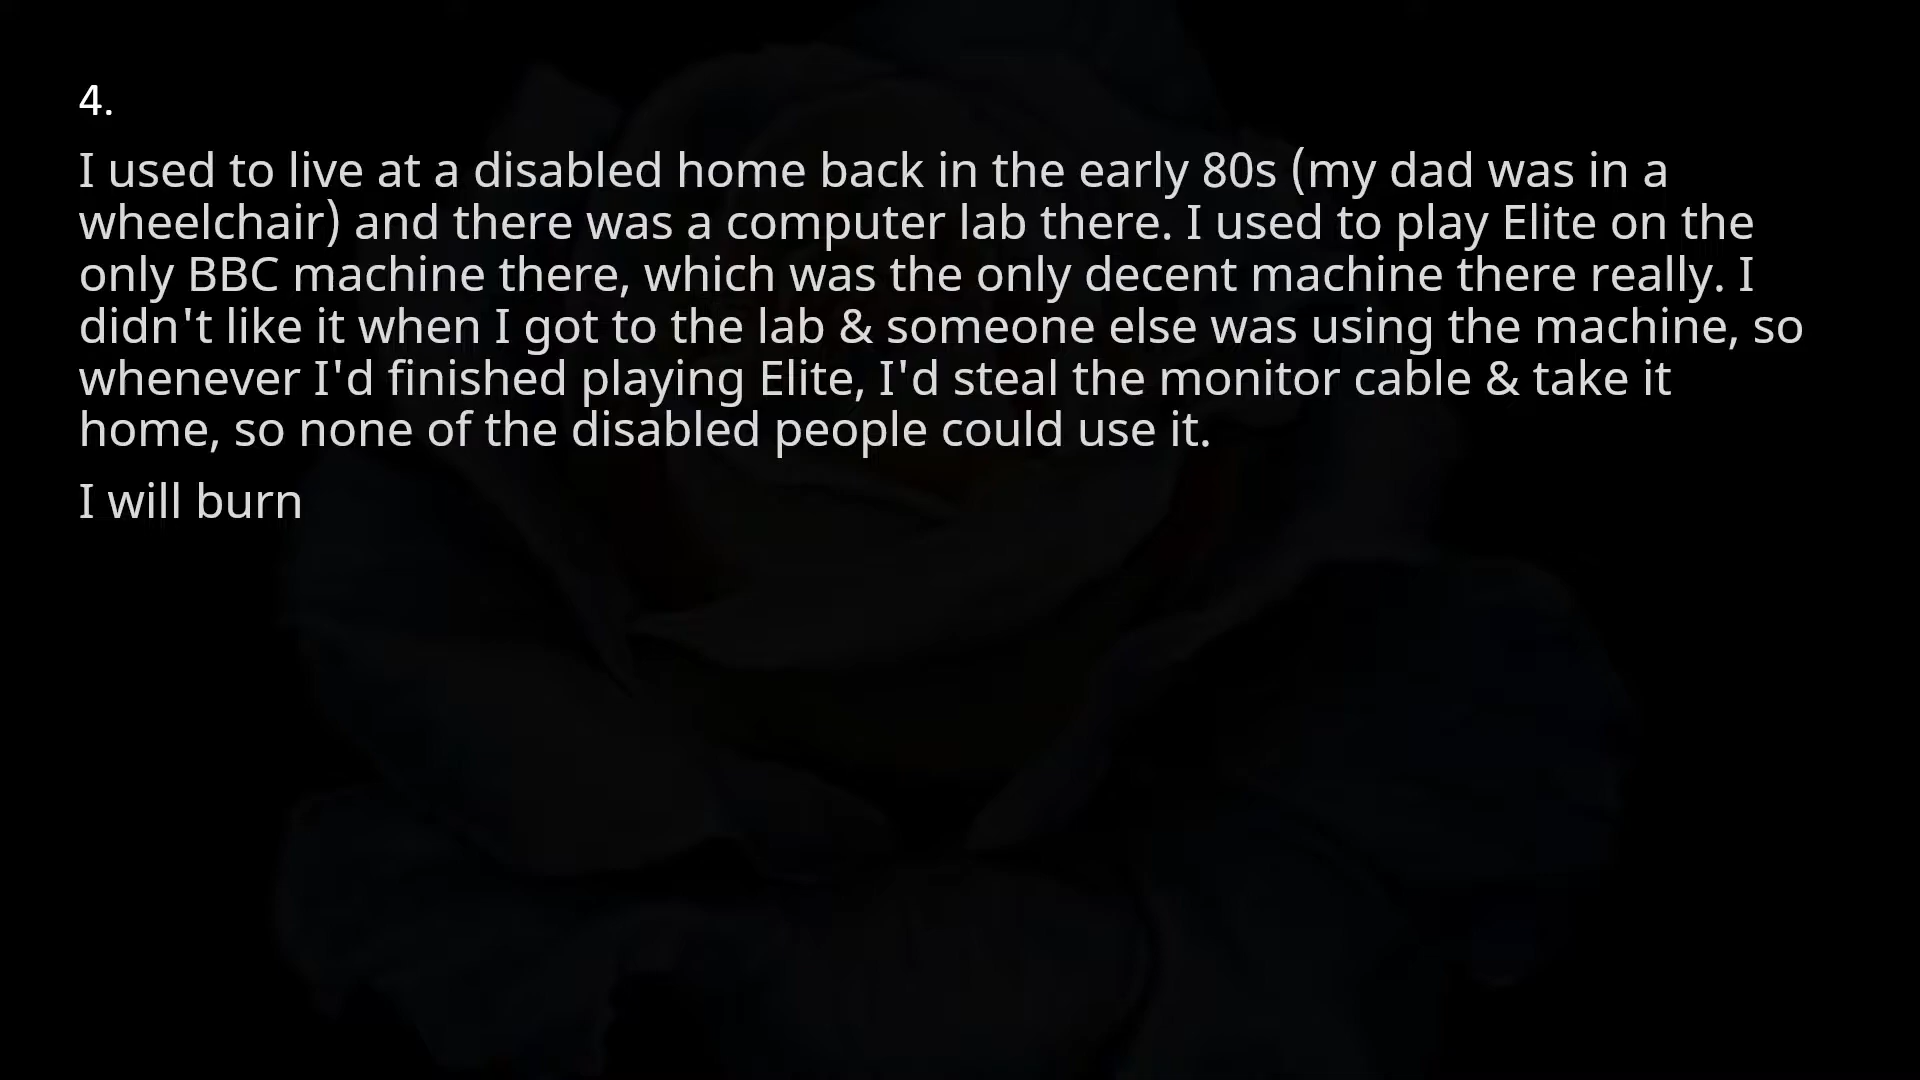 4.
I used to live at a disabled home back in the early 80s (my dad was in a
wheelchair) and there was a computer lab there. I used to play Elite on the
only BBC machine there, which was the only decent machine there really. I
didn't like it when I got to the lab & someone else was using the machine, so
whenever I'd finished playing Elite, I'd steal the monitor cable & take it
home, so none of the disabled people could use it.
I will burn